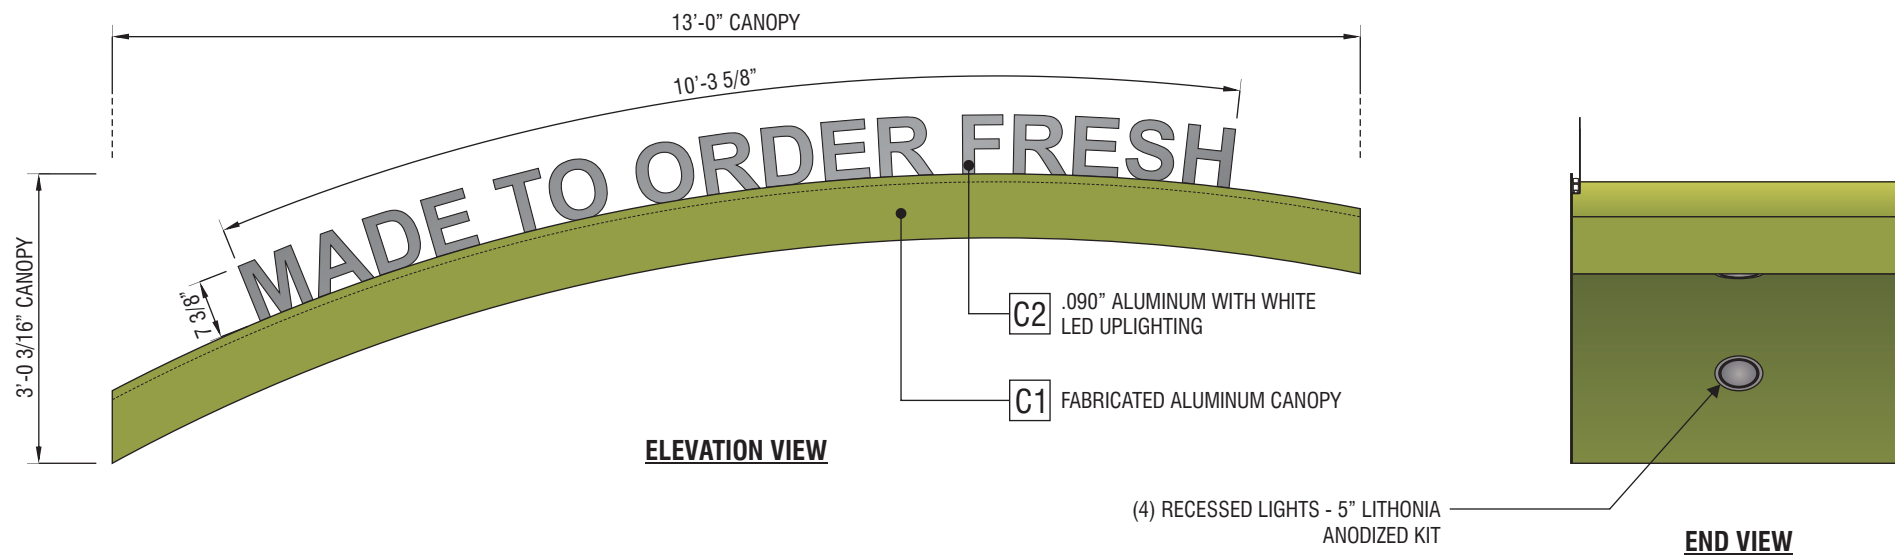 13’-0” CANOPY
10’-3 5/8”
MADE TO ORDER FRESH
7 3/8”
3’-0 3/16” CANOPY
C2 .090” ALUMINUM WITH WHITE
LED UPLIGHTING
C1 FABRICATED ALUMINUM CANOPY
ELEVATION VIEW
(4) RECESSED LIGHTS - 5” LITHONIA
ANODIZED KIT
END VIEW